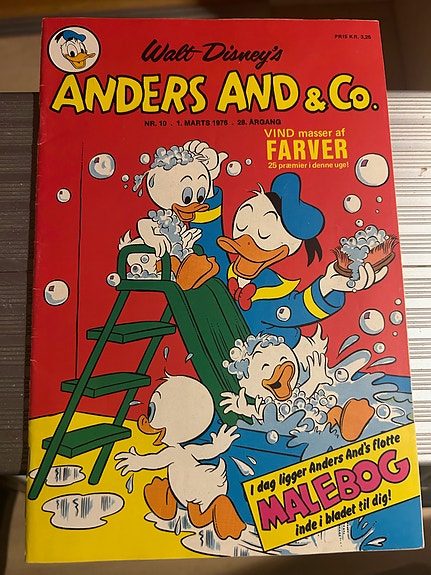 PRIS KR. 3,25
Walt Disney's
ANDERS AND & Co.
NR. 10 . 1. MARTS 1976 . 28. ÅRGANG
VIND masser af
FARVER
25 præmier i denne uge!
I dag ligger Anders And's flotte
MALEBOG
inde i bladet til dig!